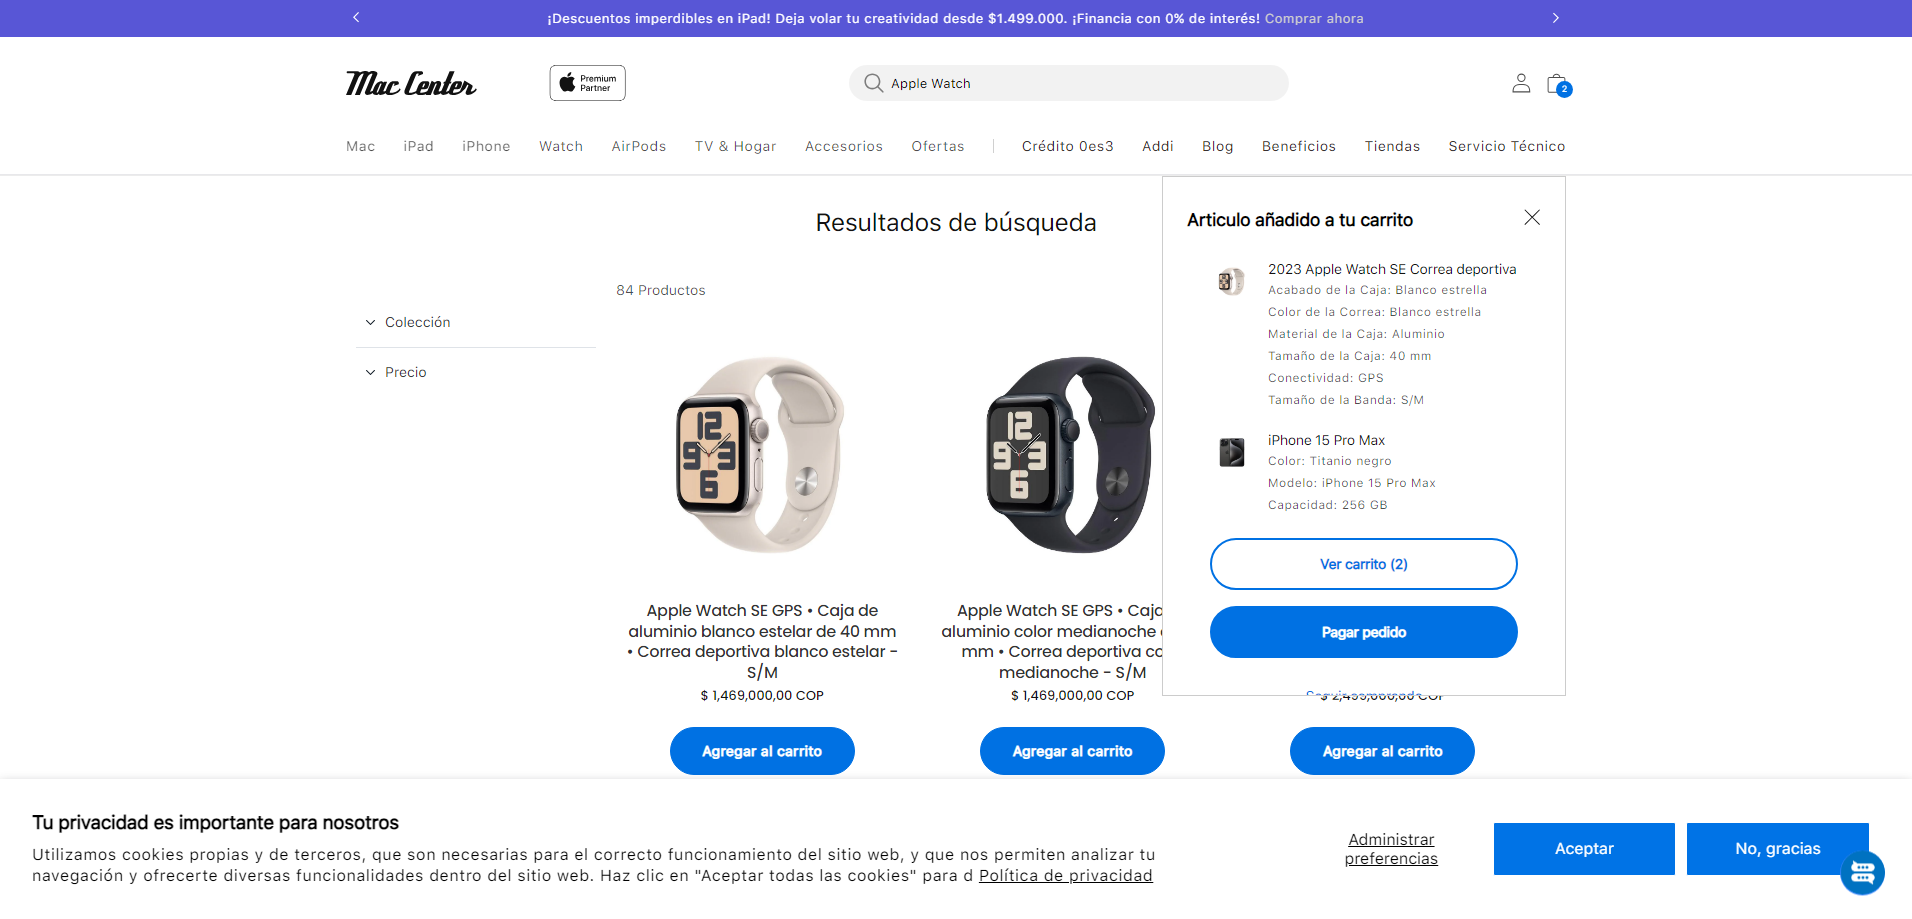 ¡Descuentos imperdibles en iPad! Deja volar tu creatividad desde $1.499.000. ¡Financia con 0% de interés! Comprar ahora
Mac Center
Premium
Partner
Apple Watch
2
Mac
iPad
iPhone
Watch
AirPods
TV & Hogar
Accesorios
Ofertas
Crédito 0es3
Addi
Blog
Beneficios
Tiendas
Servicio Técnico
Resultados de búsqueda
84 Productos
Colección
Precio
Articulo añadido a tu carrito
2023 Apple Watch SE Correa deportiva
Acabado de la Caja: Blanco estrella
Color de la Correa: Blanco estrella
Material de la Caja: Aluminio
Tamaño de la Caja: 40 mm
Conectividad: GPS
Tamaño de la Banda: S/M
iPhone 15 Pro Max
Color: Titanio negro
Modelo: iPhone 15 Pro Max
Capacidad: 256 GB
Ver carrito (2)
Pagar pedido
12
9 3
6
12
9 3
6
Apple Watch SE GPS • Caja de
aluminio blanco estelar de 40 mm
• Correa deportiva blanco estelar -
S/M
$ 1,469,000,00 COP
Agregar al carrito
Apple Watch SE GPS • Caja
aluminio color medianoche
mm • Correa deportiva co
medianoche - S/M
$ 1,469,000,00 COP
Agregar al carrito
Agregar al carrito
Tu privacidad es importante para nosotros
Utilizamos cookies propias y de terceros, que son necesarias para el correcto funcionamiento del sitio web, y que nos permiten analizar tu
navegación y ofrecerte diversas funcionalidades dentro del sitio web. Haz clic en "Aceptar todas las cookies" para d Política de privacidad
Administrar
preferencias
Aceptar
No, gracias